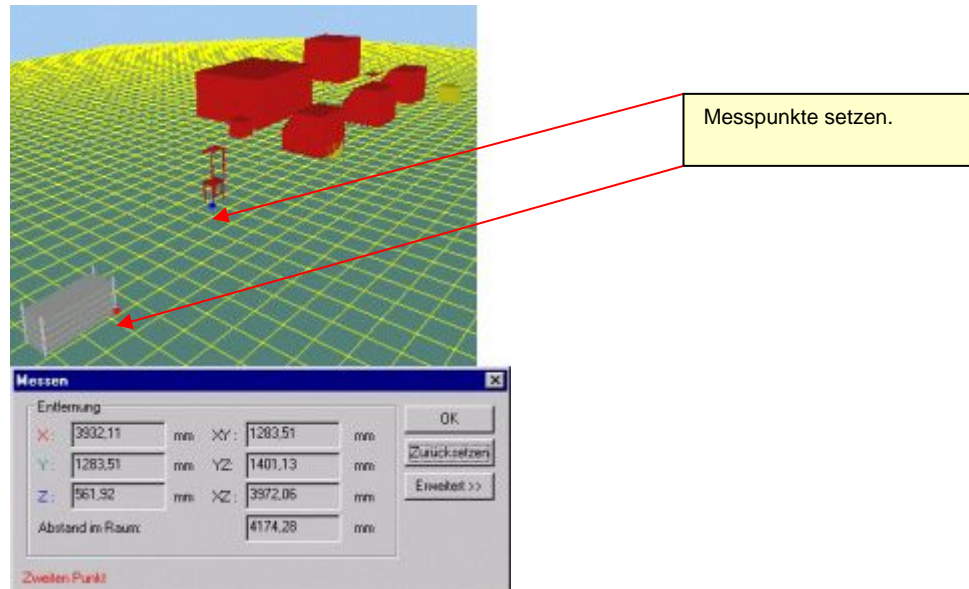 Messpunkte setzen.
Messen
Entfernung
OK
X: 3932,11 mm XY: 1283,51 mm
Zurücksetzen
Y: 1283,51 mm YZ: 1401,13 mm
Erweitert >>
Z: 561,92 mm XZ: 3972,06 mm
Abstand im Raum: 4174,28 mm
Zweiten Punkt